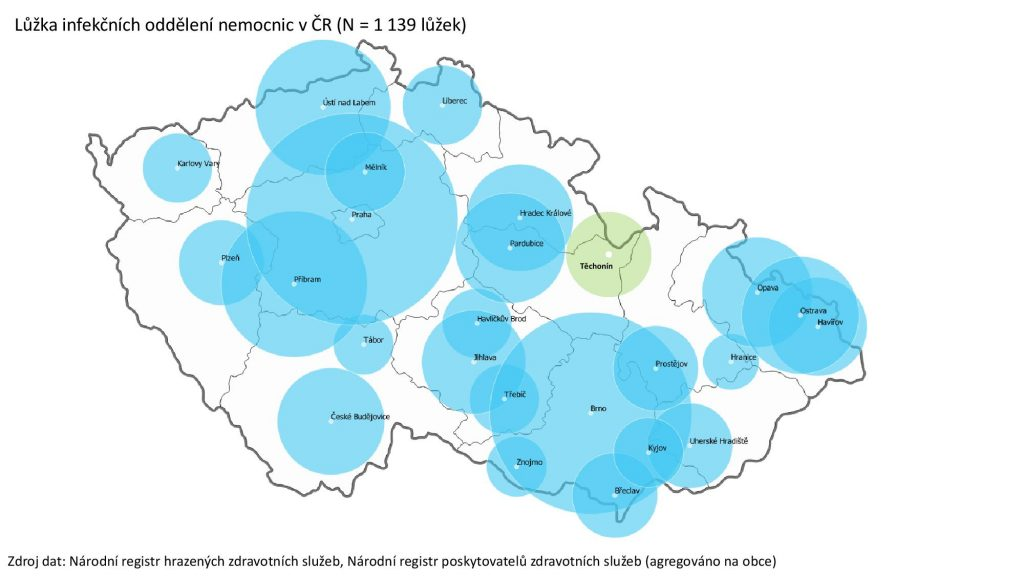 Lůžka infekčních oddělení nemocnic v ČR (N = 1 139 lůžek)
Ústí nad Labem
Liberec
Karlovy Vary
Mělník
Praha
Hradec Králové
Pardubice
Plzeň
Těchonín
Příbram
Opava
Ostrava
Havířov
Havlíčkův Brod
Tábor
Jihlava
Hranice
Prostějov
Třebíč
Brno
České Budějovice
Uherské Hradiště
Kyjov
Znojmo
Břeclav
Zdroj dat: Národní registr hrazených zdravotních služeb, Národní registr poskytovatelů zdravotních služeb (agregováno na obce)